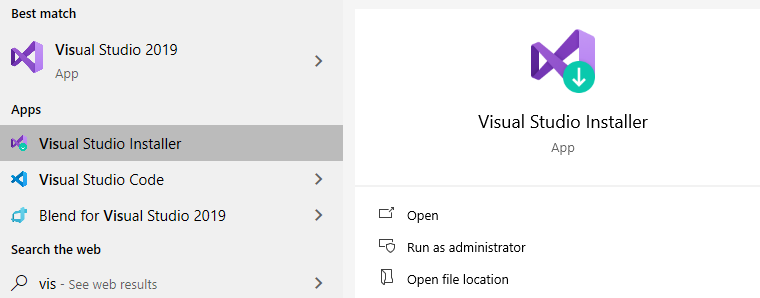 Best match
Visual Studio 2019
App
Apps
Visual Studio Installer
Visual Studio Code
Blend for Visual Studio 2019
Search the web
vis - See web results
Visual Studio Installer
App
Open
Run as administrator
Open file location